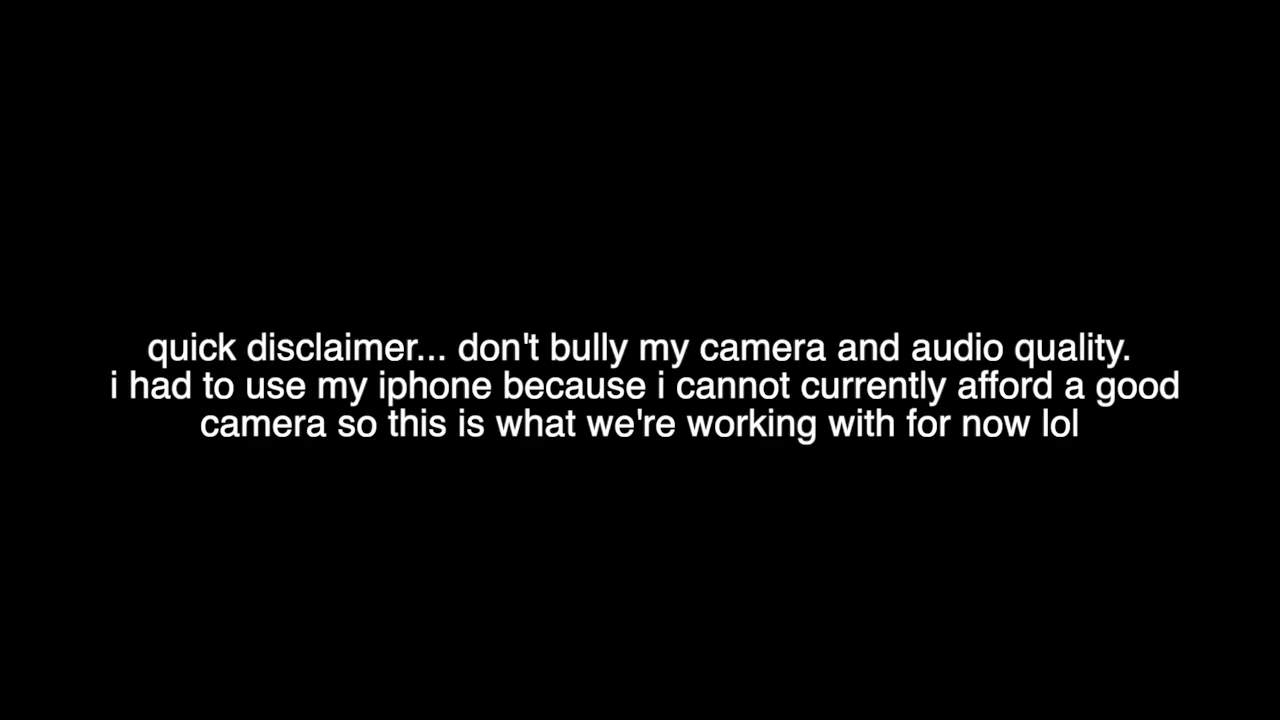 quick disclaimer... don't bully my camera and audio quality.
i had to use my iphone because i cannot currently afford a good
camera so this is what we're working with for now lol